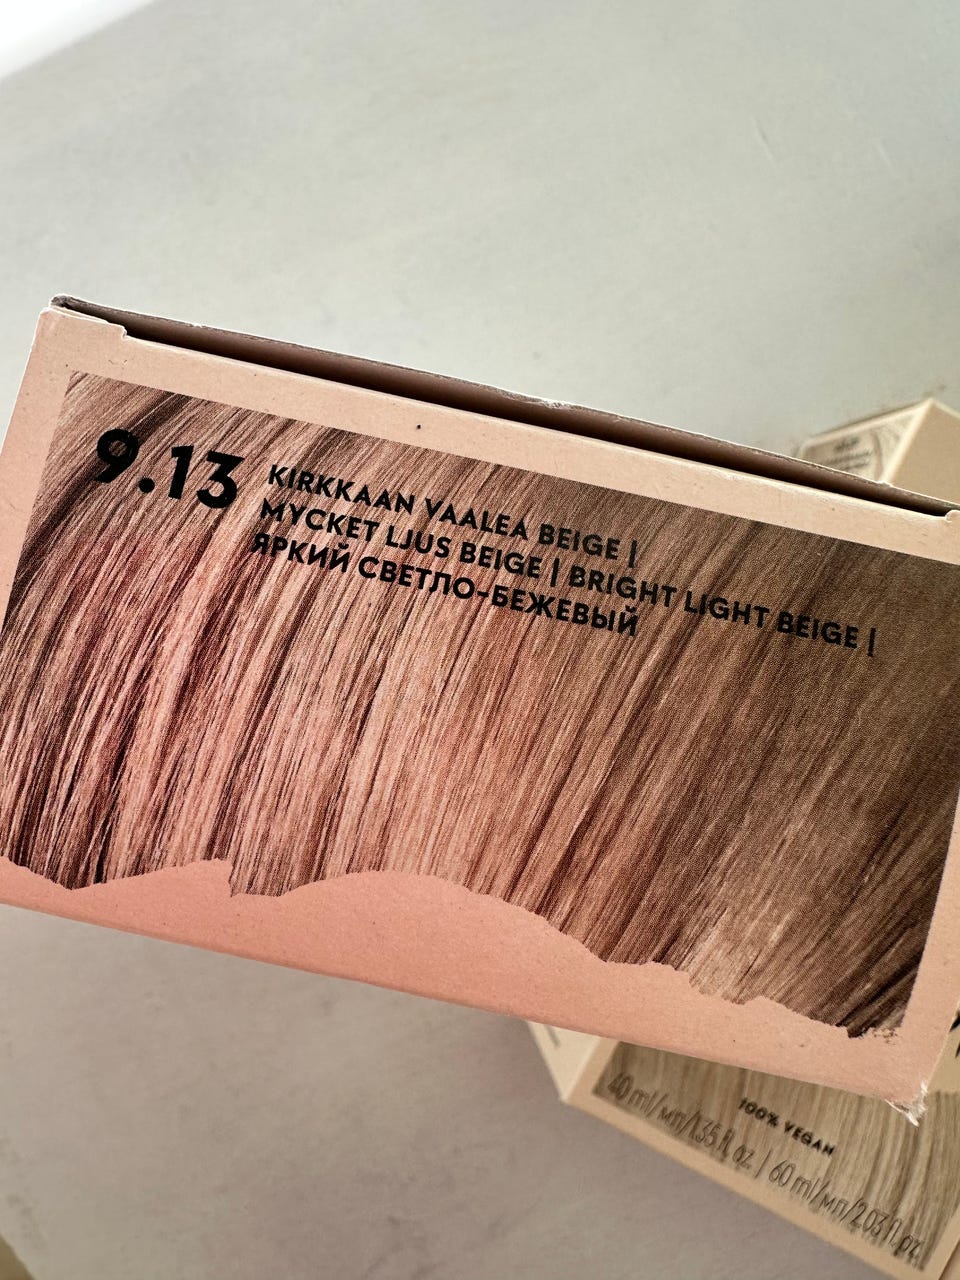 9.13
KIRKKAAN VAALEA BEIGE |
MYCKET LJUS BEIGE | BRIGHT LIGHT BEIGE |
ЯРКИЙ СВЕТЛО-БЕЖЕВЫЙ
100% VEGAN
40 ml/мл/1.35 fl. oz. | 60 ml/мл/2.03 fl. oz.